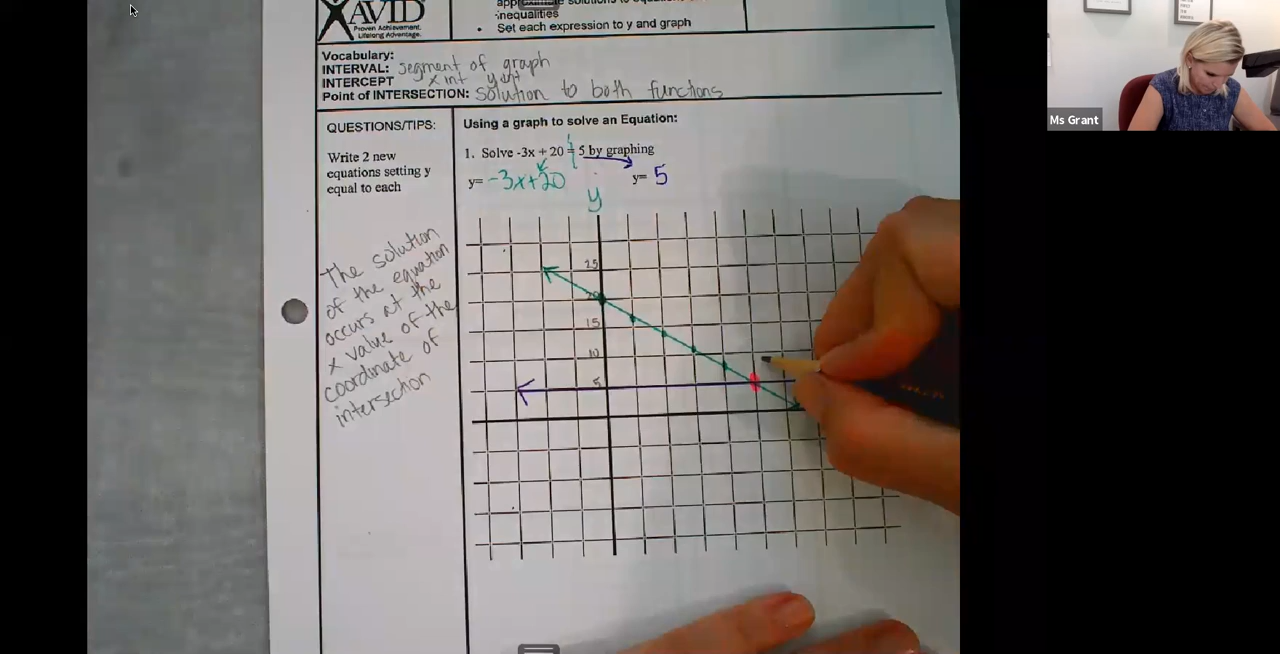 AVID
Proven Achievement.
Lifelong Advantage.
inequalities
• Set each expression to y and graph
Vocabulary:
INTERVAL: segment of graph
INTERCEPT x int y int
Point of INTERSECTION: solution to both functions
QUESTIONS/TIPS:
Write 2 new
equations setting y
equal to each
The solution
of the equation
occurs at the
x value of the
coordinate of
intersection
Using a graph to solve an Equation:
1. Solve -3x + 20 = 5 by graphing
y= -3x+20 y= 5
y
25
20
15
10
5
Ms Grant